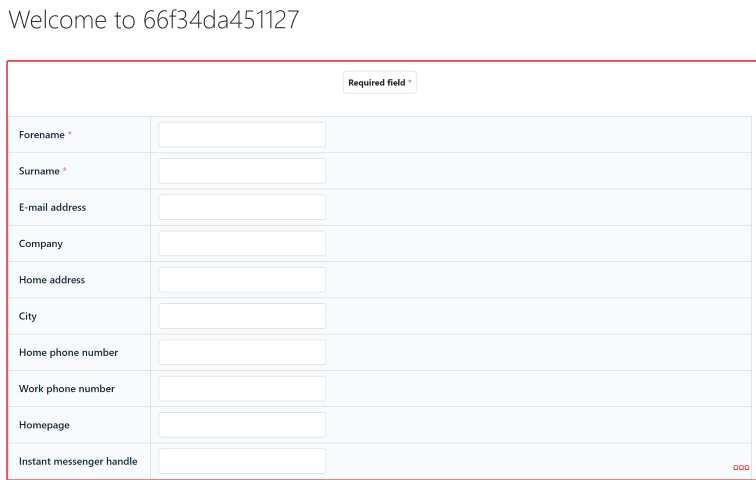 Welcome to 66f34da451127
Required field *
Forename *
Surname *
E-mail address
Company
Home address
City
Home phone number
Work phone number
Homepage
Instant messenger handle